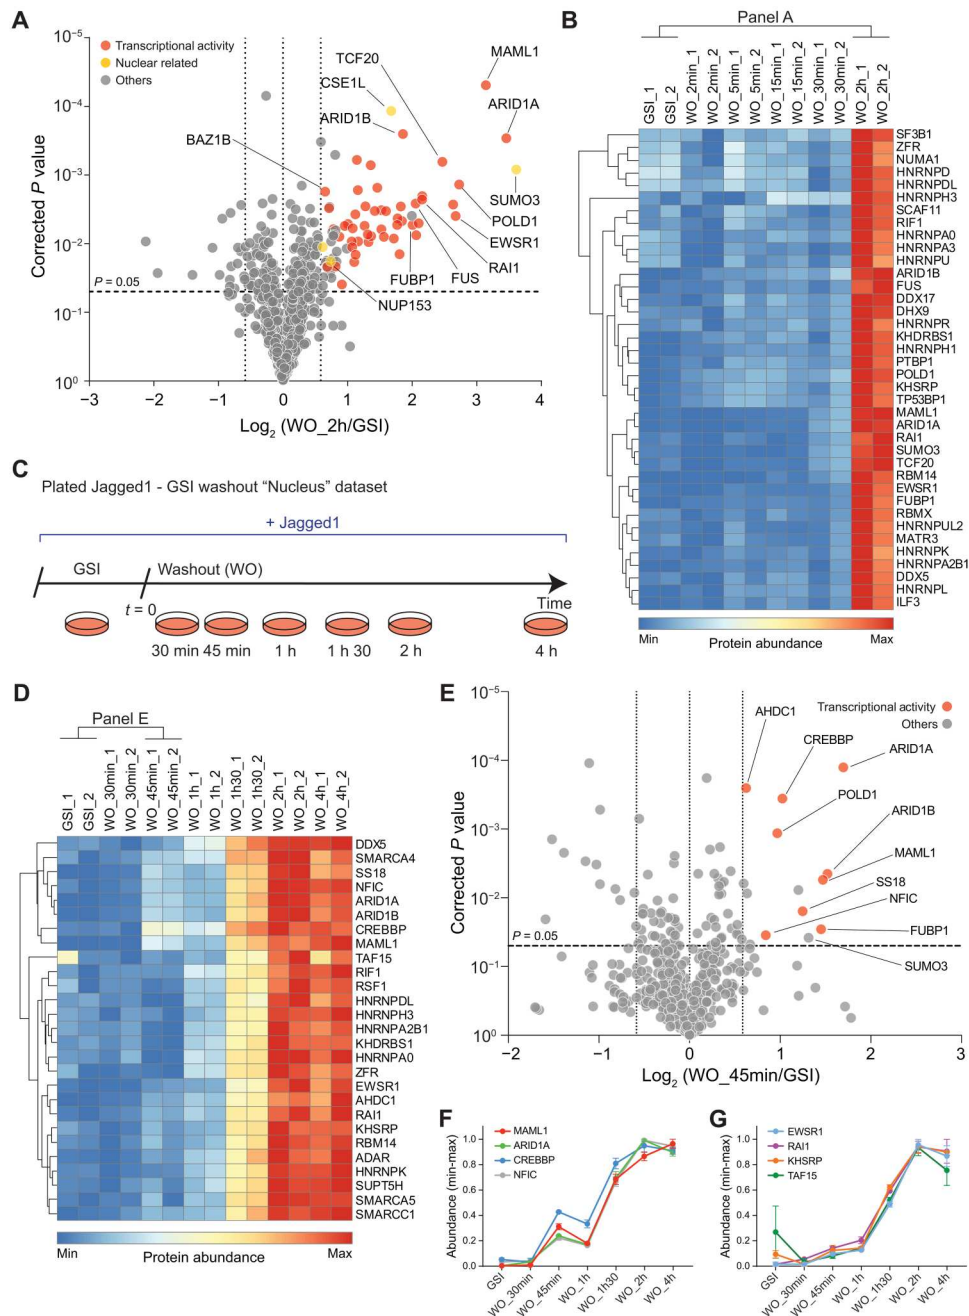 A
10⁻⁵
10⁻⁴
10⁻³
10⁻²
10⁻¹
10⁰
Corrected P value
Transcriptional activity
Nuclear related
Others
TCF20
MAML1
CSE1L
ARID1A
ARID1B
BAZ1B
SUMO3
POLD1
EWSR1
RAI1
FUS
FUBP1
NUP153
P = 0.05
−3
−2
−1
0
1
2
3
4
Log₂ (WO_2h/GSI)
B
Panel A
GSI_1
GSI_2
WO_2min_1
WO_2min_2
WO_5min_1
WO_5min_2
WO_15min_1
WO_15min_2
WO_30min_1
WO_30min_2
WO_2h_1
WO_2h_2
SF3B1
ZFR
NUMA1
HNRNPD
HNRNPDL
HNRNPH3
SCAF11
RIF1
HNRNPA0
HNRNPA3
HNRNPU
ARID1B
FUS
DDX17
DHX9
HNRNPR
KHDRBS1
HNRNPH1
PTBP1
POLD1
KHSRP
TP53BP1
MAML1
ARID1A
RAI1
SUMO3
TCF20
RBM14
EWSR1
FUBP1
RBMX
HNRNPUL2
MATR3
HNRNPK
HNRNPA2B1
DDX5
HNRNPL
ILF3
Min
Protein abundance
Max
C
Plated Jagged1 - GSI washout “Nucleus” dataset
+ Jagged1
GSI
Washout (WO)
t = 0
Time
30 min
45 min
1 h
1 h 30
2 h
4 h
D
Panel E
GSI_1
GSI_2
WO_30min_1
WO_30min_2
WO_45min_1
WO_45min_2
WO_1h_1
WO_1h_2
WO_1h30_1
WO_1h30_2
WO_2h_1
WO_2h_2
WO_4h_1
WO_4h_2
DDX5
SMARCA4
SS18
NFIC
ARID1A
ARID1B
CREBBP
MAML1
TAF15
RIF1
RSF1
HNRNPDL
HNRNPH3
HNRNPA2B1
KHDRBS1
HNRNPA0
ZFR
EWSR1
AHDC1
RAI1
KHSRP
RBM14
ADAR
HNRNPK
SUPT5H
SMARCA5
SMARCC1
Min
Protein abundance
Max
E
10⁻⁵
10⁻⁴
10⁻³
10⁻²
10⁻¹
10⁰
Corrected P value
Transcriptional activity
Others
AHDC1
CREBBP
ARID1A
POLD1
ARID1B
MAML1
SS18
NFIC
FUBP1
SUMO3
P = 0.05
−2
−1
0
1
2
3
Log₂ (WO_45min/GSI)
F
Abundance (min-max)
1.0
0.8
0.6
0.4
0.2
0.0
MAML1
ARID1A
CREBBP
NFIC
GSI
WO_30min
WO_45min
WO_1h
WO_1h30
WO_2h
WO_4h
G
Abundance (min-max)
1.0
0.8
0.6
0.4
0.2
0.0
EWSR1
RAI1
KHSRP
TAF15
GSI
WO_30min
WO_45min
WO_1h
WO_1h30
WO_2h
WO_4h